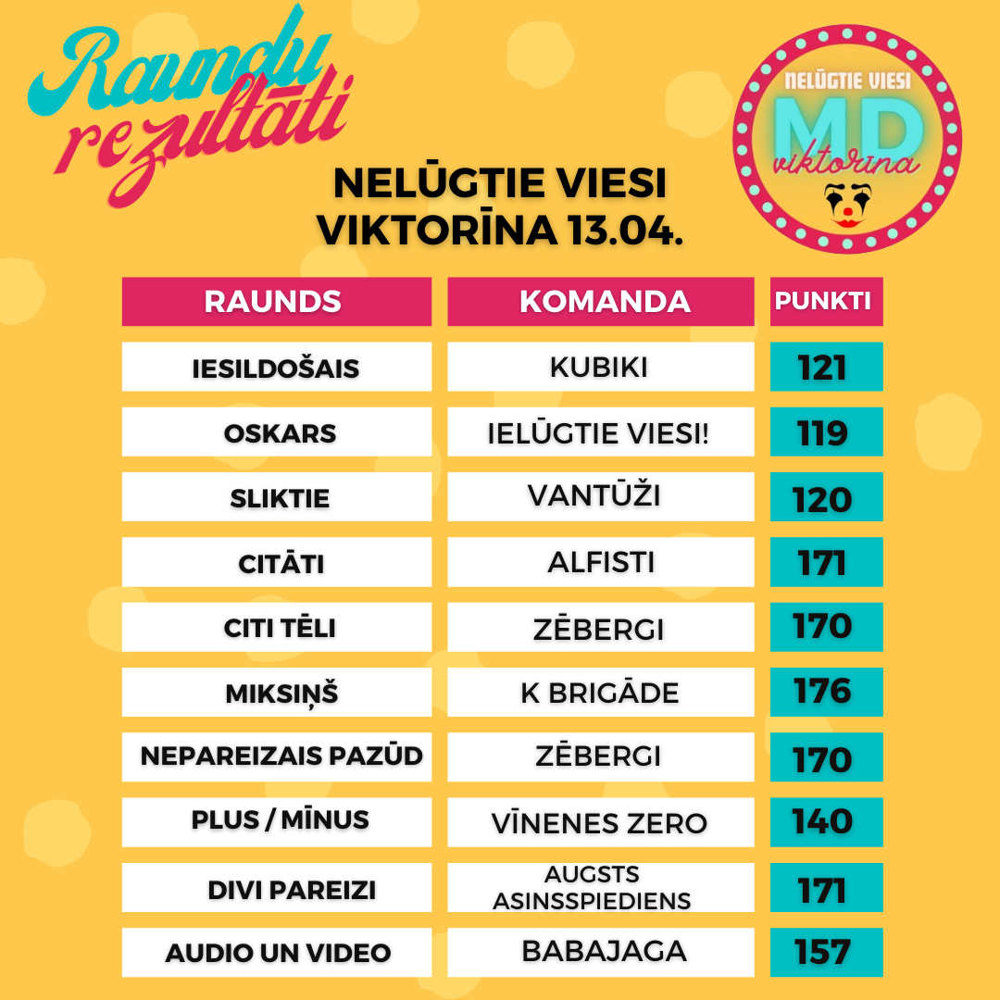 Raundu
rezultāti
NELŪGTIE VIESI
MD
viktorīna
NELŪGTIE VIESI
VIKTORĪNA 13.04.
RAUNDS KOMANDA PUNKTI
IESILDOŠAIS KUBIKI 121
OSKARS IELŪGTIE VIESI! 119
SLIKTIE VANTŪŽI 120
CITĀTI ALFISTI 171
CITI TĒLI ZĒBERGI 170
MIKSIŅŠ K BRIGĀDE 176
NEPAREIZAIS PAZŪD ZĒBERGI 170
PLUS / MĪNUS VĪNENES ZERO 140
DIVI PAREIZI AUGSTS
ASINSSPIEDIENS 171
AUDIO UN VIDEO BABAJAGA 157